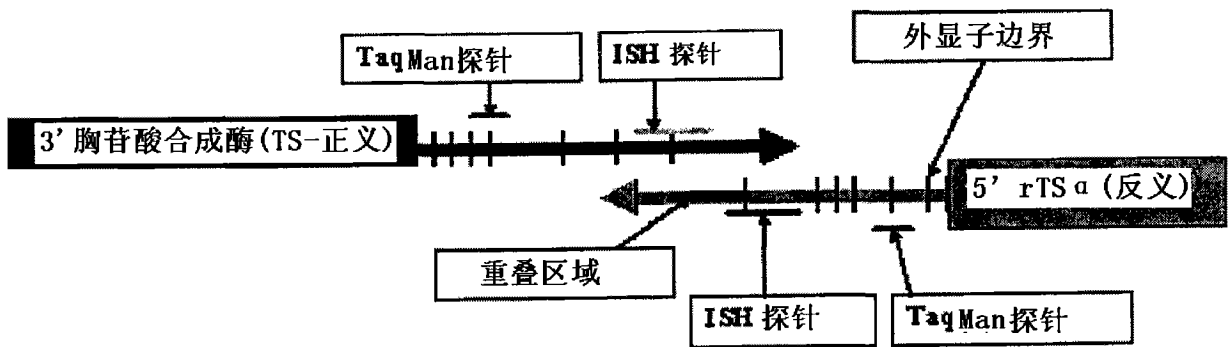 外显子边界
TaqMan探针
ISH 探针
3'胸苷酸合成酶(TS-正义)
5' rTSα(反义)
重叠区域
ISH 探针
TaqMan探针